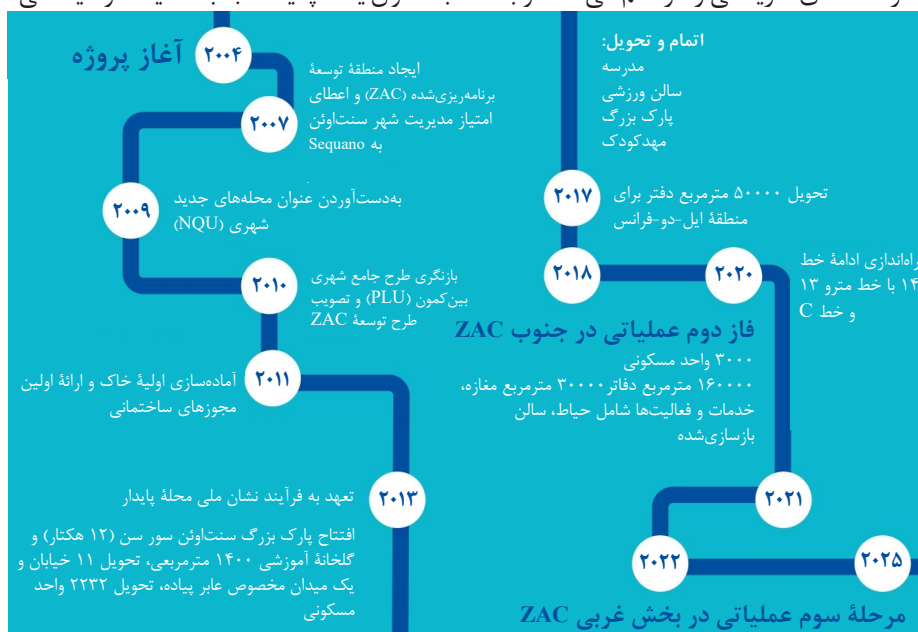 ۲۰۰۴
آغاز پروژه
ایجاد منطقهٔ توسعهٔ
برنامه‌ریزی‌شده (ZAC) و اعطای
امتیاز مدیریت شهر سنت‌اوئن
به Sequano
۲۰۰۷
۲۰۰۹
به‌دست‌آوردن عنوان محله‌های جدید
شهری (NQU)
بازنگری طرح جامع شهری
بین‌کمون (PLU) و تصویب
طرح توسعهٔ ZAC
۲۰۱۰
۲۰۱۱
آماده‌سازی اولیهٔ خاک و ارائهٔ اولین
مجوزهای ساختمانی
۲۰۱۳
تعهد به فرآیند نشان ملی محلهٔ پایدار
افتتاح پارک بزرگ سنت‌اوئن سور سن (۱۲ هکتار) و
گلخانهٔ آموزشی ۱۴۰۰ مترمربعی، تحویل ۱۱ خیابان و
یک میدان مخصوص عابر پیاده، تحویل ۲۲۳۲ واحد
مسکونی
اتمام و تحویل:
مدرسه
سالن ورزشی
پارک بزرگ
مهدکودک
۲۰۱۷
تحویل ۵۰۰۰۰ مترمربع دفتر برای
منطقهٔ ایل-دو-فرانس
۲۰۱۸
۲۰۲۰
راه‌اندازی ادامهٔ خط
۱۴ با خط مترو ۱۳
و خط C
فاز دوم عملیاتی در جنوب ZAC
۳۰۰۰ واحد مسکونی
۱۶۰۰۰۰ مترمربع دفاتر ۳۰۰۰۰ مترمربع مغازه،
خدمات و فعالیت‌ها شامل حیاط، سالن
بازسازی‌شده
۲۰۲۱
۲۰۲۲
۲۰۲۵
مرحلهٔ سوم عملیاتی در بخش غربی ZAC